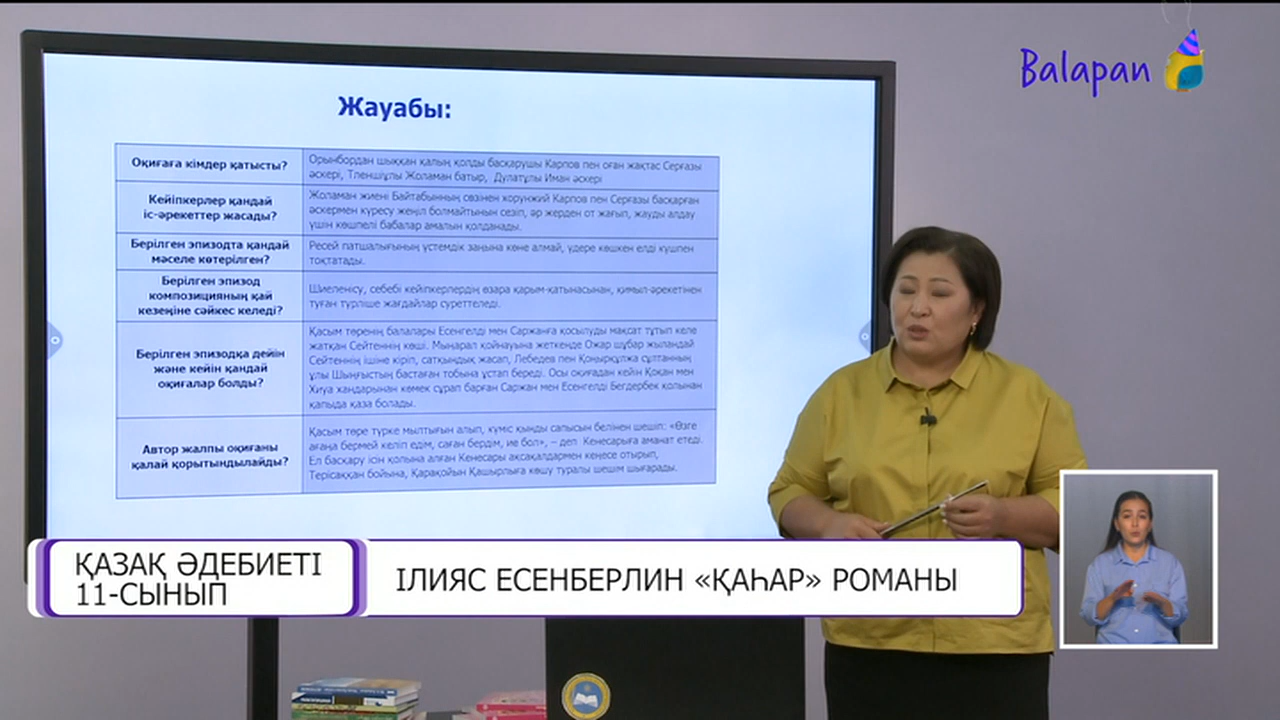 Balapan
Жауабы:
Оқиғаға кімдер қатысты?
Орынбордан шыққан қалың қолды басқарушы Карпов пен оған жақтас Серғазы
әскері, Тленшіұлы Жоламан батыр, Дулатұлы Иман әскері
Кейіпкерлер қандай
іс-әрекеттер жасады?
Жоламан жиені Байтабынның сөзінен хорунжий Карпов пен Серғазы басқарған
әскермен күресу жеңіл болмайтынын сезіп, әр жерден от жағып, жауды алдау
үшін көшпелі бабалар амалын қолданады.
Берілген эпизодта қандай
мәселе көтерілген?
Ресей патшалығының үстемдік заңына көне алмай, үдере көшкен елді күшпен
тоқтатады.
Берілген эпизод
композицияның қай
кезеңіне сәйкес келеді?
Шиеленісу, себебі кейіпкерлердің өзара қарым-қатынасынан, қимыл-әрекетінен
туған түрліше жағдайлар суреттеледі.
Берілген эпизодқа дейін
және кейін қандай
оқиғалар болды?
Қасым төренің балалары Есенгелді мен Саржанға қосылуды мақсат тұтып келе
жатқан Сейтеннің көші. Мыңарал қойнауына жеткенде Ожар шұбар жыландай
Сейтеннің ішіне кіріп, сатқындық жасап, Лебедев пен Қоңырқұлжа сұлтанның
ұлы Шыңғыстың бастаған тобына ұстап береді. Осы оқиғадан кейін Қоқан мен
Хиуа хандарынан көмек сұрап барған Саржан мен Есенгелді Бегдербек қолынан
қапыда қаза болады.
Автор жалпы оқиғаны
қалай қорытындылайды?
Қасым төре түрке мылтығын алып, күміс қынды сапысын белінен шешіп: «Өзге
ағаңа бермей келіп едім, саған бердім, ие бол», – деп Кенесарыға аманат етеді.
Ел басқару ісін қолына алған Кенесары ақсақалдармен кеңесе отырып,
Терісаққан бойына, Қарақойын Қашырлыға көшу туралы шешім шығарады.
ҚАЗАҚ ӘДЕБИЕТІ
11-СЫНЫП
ІЛИЯС ЕСЕНБЕРЛИН «ҚАҺАР» РОМАНЫ